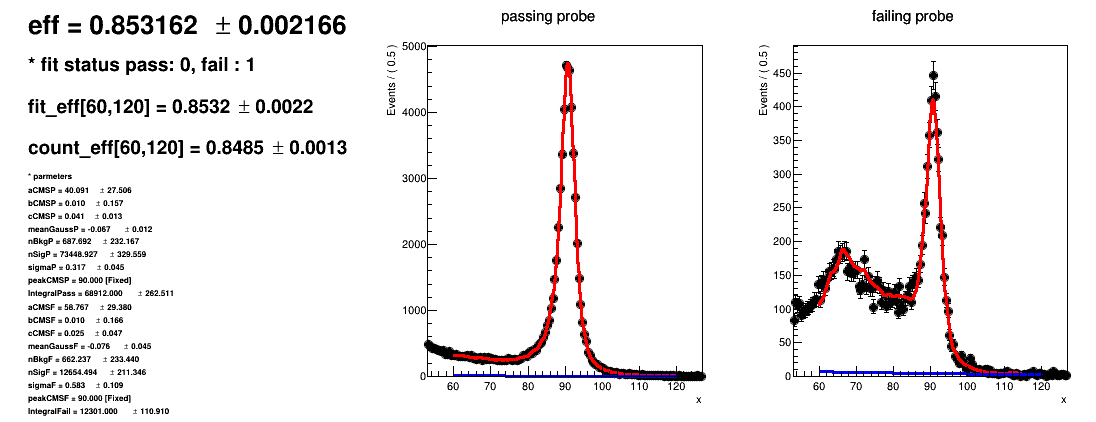 eff = 0.853162 ± 0.002166
* fit status pass: 0, fail : 1
fit_eff[60,120] = 0.8532 ± 0.0022
count_eff[60,120] = 0.8485 ± 0.0013
* parmeters
aCMSP = 40.091 ± 27.506
bCMSP = 0.010 ± 0.157
cCMSP = 0.041 ± 0.013
meanGaussP = -0.067 ± 0.012
nBkgP = 687.692 ± 232.167
nSigP = 73448.927 ± 329.559
sigmaP = 0.317 ± 0.045
peakCMSP = 90.000 [Fixed]
IntegralPass = 68912.000 ± 262.511
aCMSF = 58.767 ± 29.380
bCMSF = 0.010 ± 0.166
cCMSF = 0.025 ± 0.047
meanGaussF = -0.076 ± 0.045
nBkgF = 662.237 ± 233.440
nSigF = 12654.494 ± 211.346
sigmaF = 0.583 ± 0.109
peakCMSF = 90.000 [Fixed]
IntegralFail = 12301.000 ± 110.910
passing probe
Events / ( 0.5 )
5000
4000
3000
2000
1000
0
60 70 80 90 100 110 120
x
failing probe
Events / ( 0.5 )
450
400
350
300
250
200
150
100
50
0
60 70 80 90 100 110 120
x